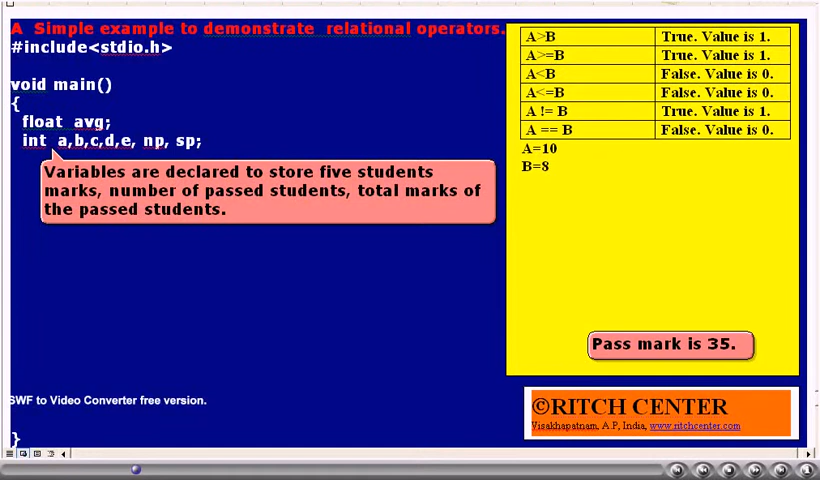 A Simple example to demonstrate relational operators.
#include<stdio.h>
void main()
{
float avg;
int a,b,c,d,e, np, sp;
Variables are declared to store five students
marks, number of passed students, total marks of
the passed students.
SWF to Video Converter free version.
}
A>B True. Value is 1.
A>=B True. Value is 1.
A<B False. Value is 0.
A<=B False. Value is 0.
A != B True. Value is 1.
A == B False. Value is 0.
A=10
B=8
Pass mark is 35.
©RITCH CENTER
Visakhapatnam, A.P, India, www.ritchcenter.com